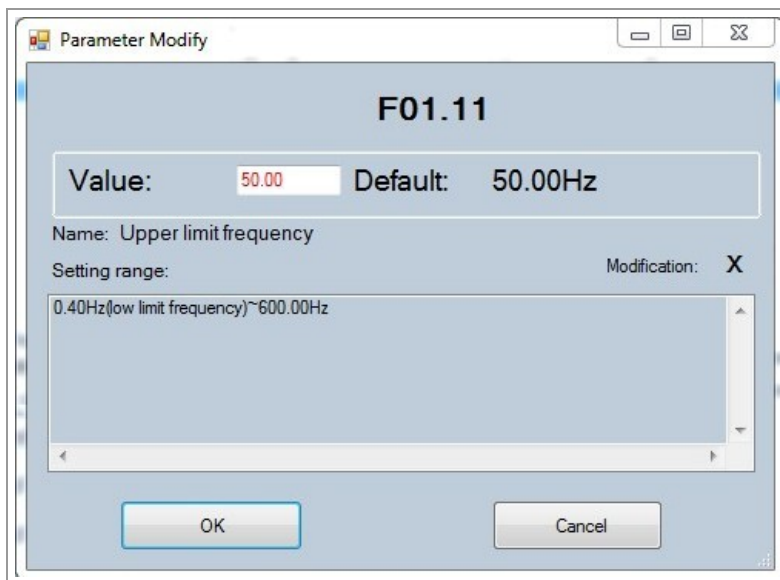 Parameter Modify
F01.11
Value: 50.00 Default: 50.00Hz
Name: Upper limit frequency
Setting range: Modification: X
0.40Hz(low limit frequency)~600.00Hz
OK Cancel